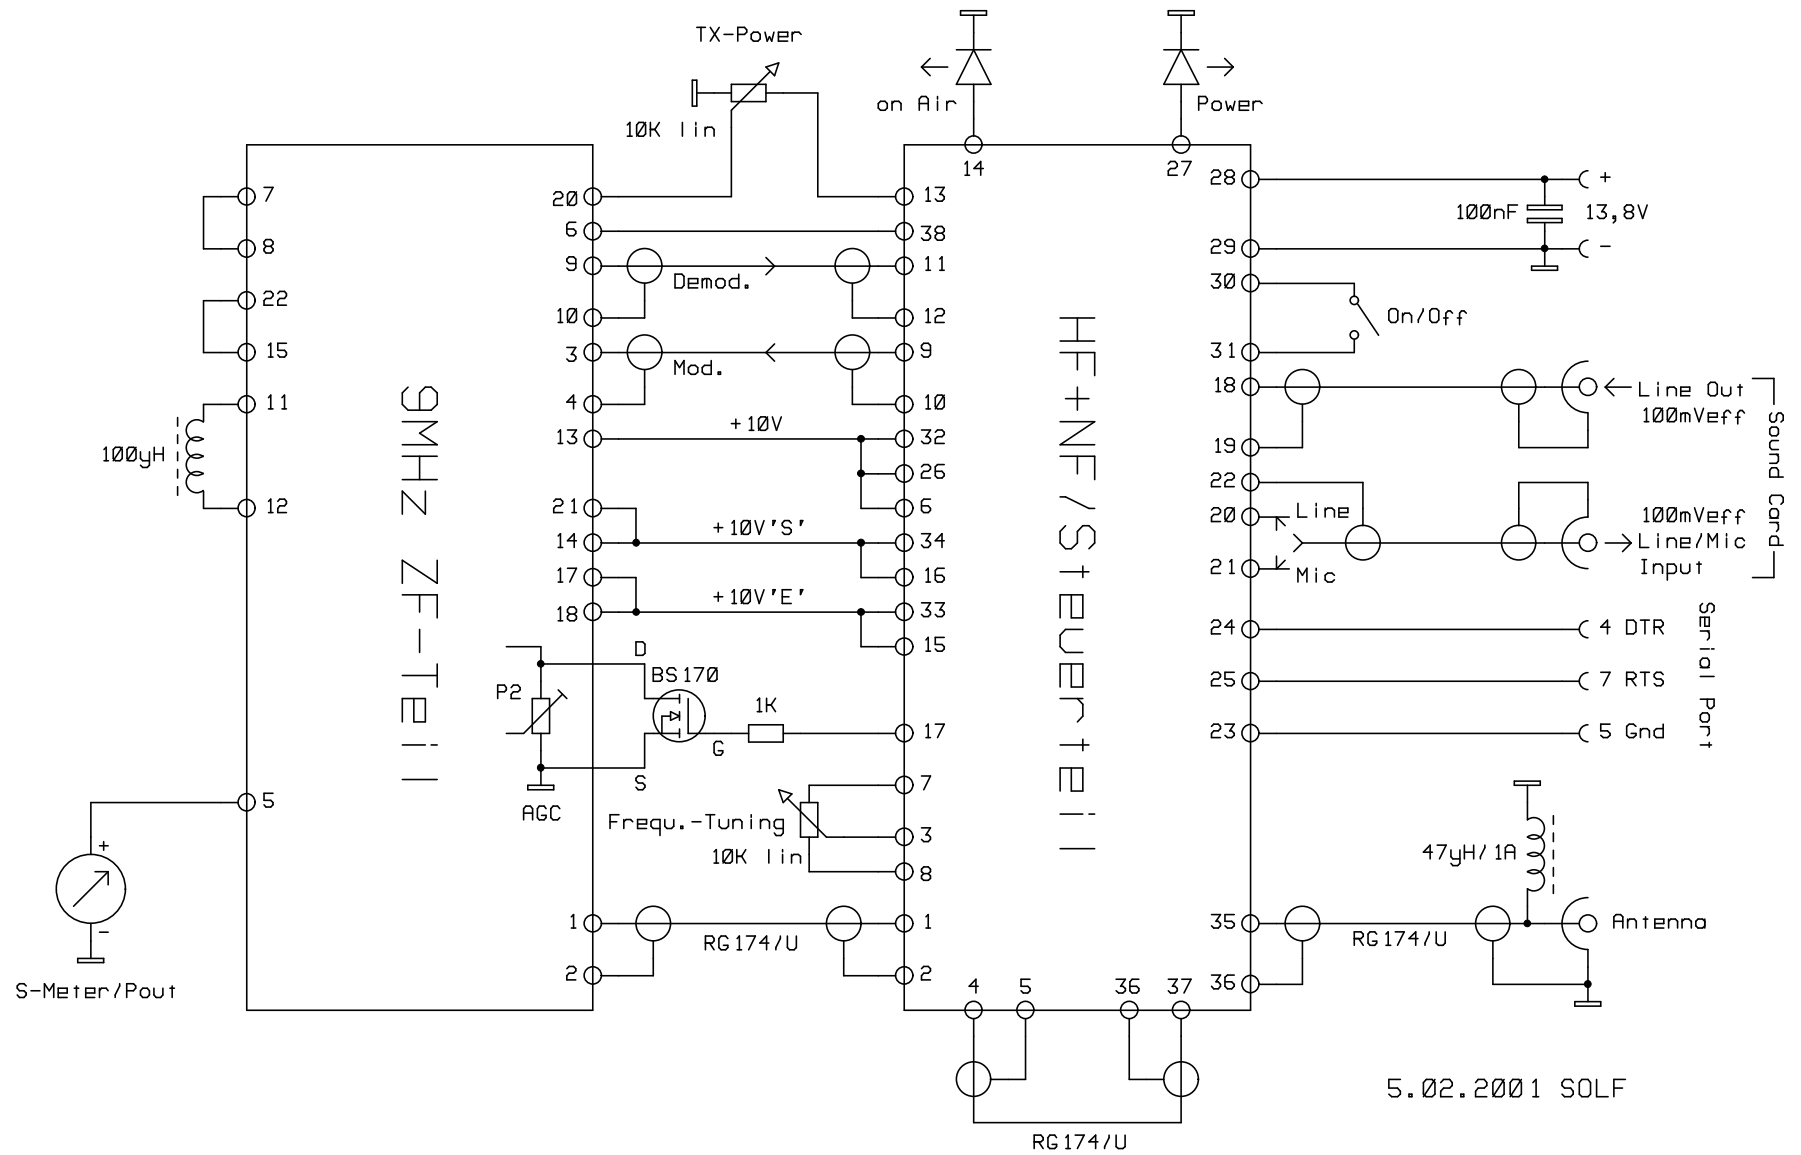 TX-Power
10K lin
on Air
Power
14
27
7
8
22
15
11
100yH
12
5
+
-
S-Meter/Pout
9MHZ ZF-Teil
20
6
9
10
3
4
13
21
14
17
18
1
2
Demod.
Mod.
+10V
+10V'S'
+10V'E'
P2
D
BS170
G
S
1K
AGC
Frequ.-Tuning
10K lin
RG174/U
13
38
11
12
9
10
32
26
6
34
16
33
15
17
7
3
8
1
2
HF+NF/Steuerteil
4
5
36
37
RG174/U
28
29
30
31
18
19
22
20
21
24
25
23
35
36
100nF
+
13,8V
-
On/Off
Line Out
100mVeff
Line
Mic
100mVeff
Line/Mic
Input
Sound Card
4 DTR
7 RTS
5 Gnd
Serial Port
47yH/1A
RG174/U
Antenna
5.02.2001 SOLF